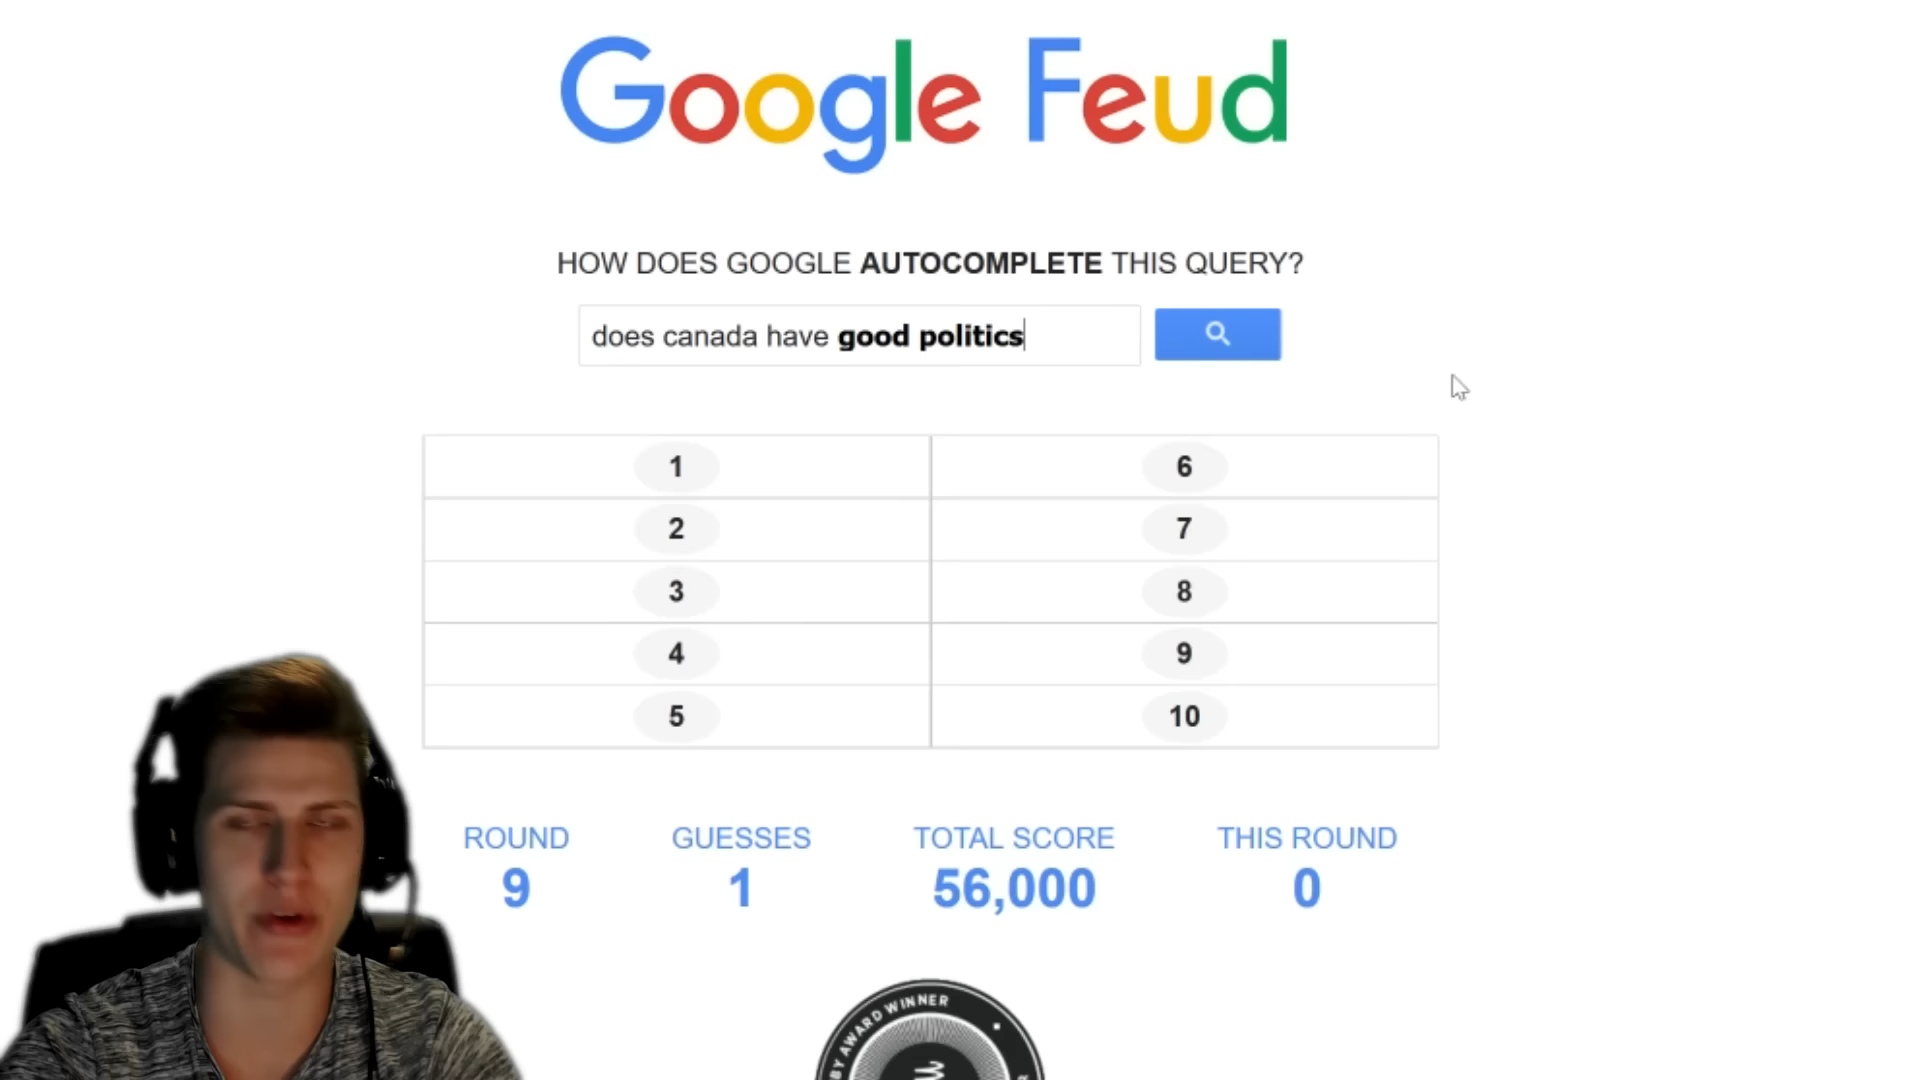 Google Feud
HOW DOES GOOGLE AUTOCOMPLETE THIS QUERY?
does canada have good politics
1 6
2 7
3 8
4 9
5 10
ROUND GUESSES TOTAL SCORE THIS ROUND
9 1 56,000 0
BY AWARD WINNER